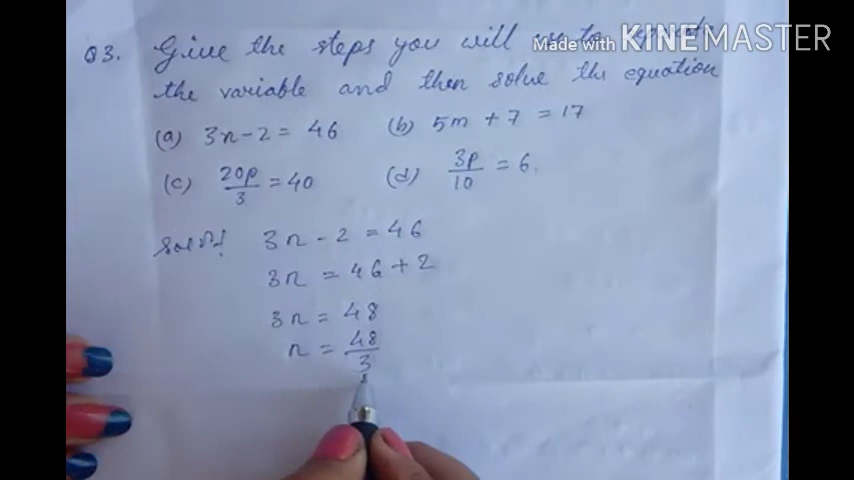 Made with KINEMASTER
Q3. Give the steps you will
the variable and then solve the equation
(a) 3n - 2 = 46 (b) 5m + 7 = 17
(c) 20p/3 = 40 (d) 3p/10 = 6.
Soln! 3n - 2 = 46
3n = 46 + 2
3n = 48
n = 48/3